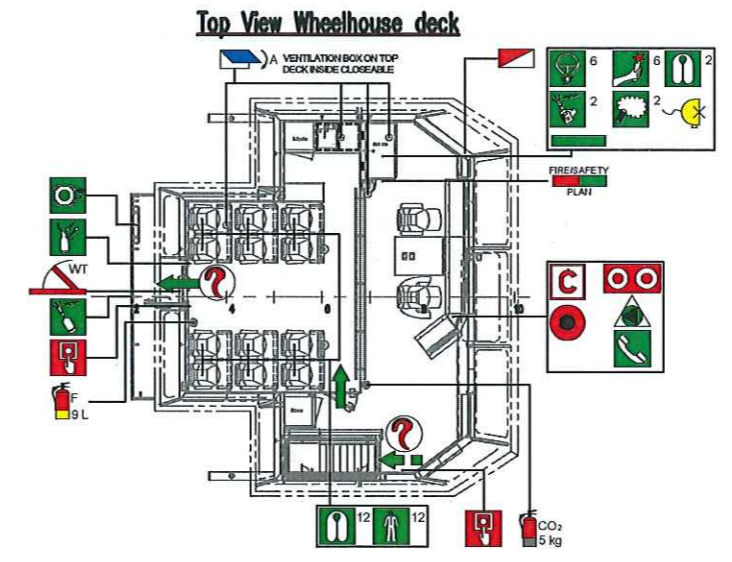 Top View Wheelhouse deck
A VENTILATION BOX ON TOP
DECK INSIDE CLOSEABLE
6 6 2
2 2
FIRE/SAFETY
PLAN
WT
2 4 6 8 10
F
9 L
12 12
CO₂
5 kg